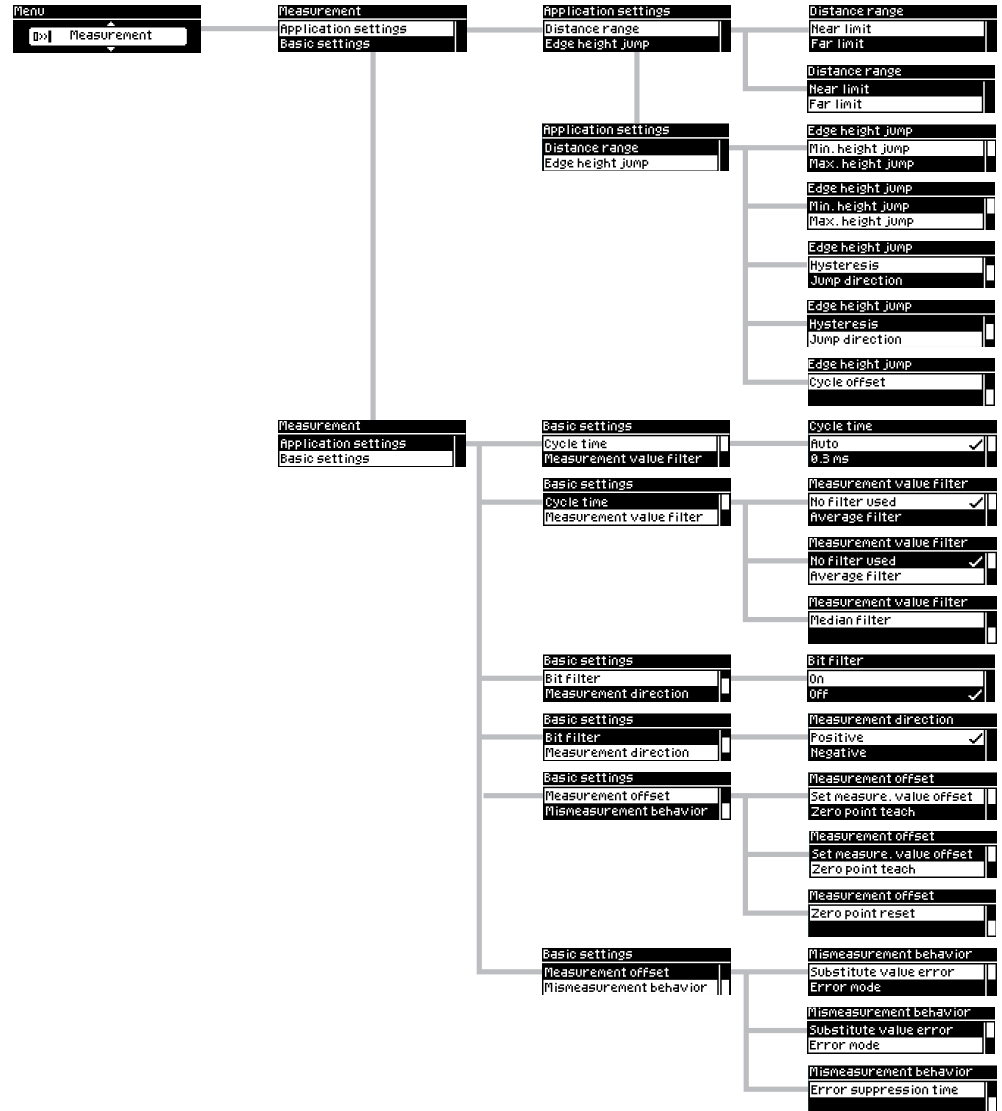 Menu
Measurement
Measurement
Application settings
Basic settings
Application settings
Distance range
Edge height jump
Distance range
Near limit
Far limit
Distance range
Near limit
Far limit
Application settings
Distance range
Edge height jump
Edge height jump
Min. height jump
Max. height jump
Edge height jump
Min. height jump
Max. height jump
Edge height jump
Hysteresis
Jump direction
Edge height jump
Hysteresis
Jump direction
Edge height jump
Cycle offset
Measurement
Application settings
Basic settings
Basic settings
Cycle time
Measurement value filter
Cycle time
Auto
0.3 ms
Basic settings
Cycle time
Measurement value filter
Measurement value filter
No filter used
Average filter
Measurement value filter
No filter used
Average filter
Measurement value filter
Median filter
Basic settings
Bit filter
Measurement direction
Bit filter
On
Off
Basic settings
Bit filter
Measurement direction
Measurement direction
Positive
Negative
Basic settings
Measurement offset
Mismeasurement behavior
Measurement offset
Set measure. value offset
Zero point teach
Measurement offset
Set measure. value offset
Zero point teach
Measurement offset
Zero point reset
Basic settings
Measurement offset
Mismeasurement behavior
Mismeasurement behavior
Substitute value error
Error mode
Mismeasurement behavior
Substitute value error
Error mode
Mismeasurement behavior
Error suppression time